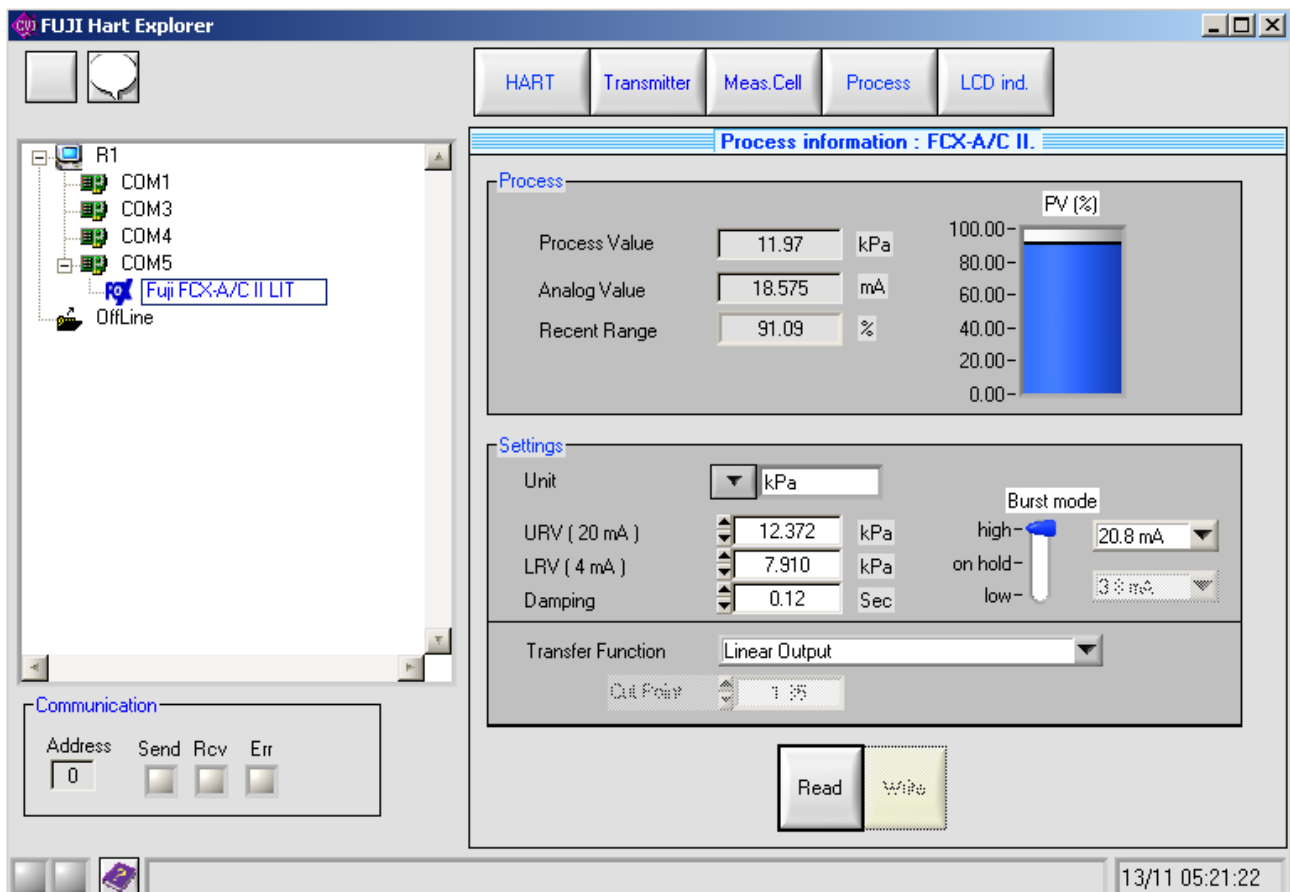 FUJI Hart Explorer
HART Transmitter Meas.Cell Process LCD ind.
R1
COM1
COM3
COM4
COM5
Fuji FCX-A/C II LIT
OffLine
Communication
Address Send Rcv Err
0
Process information : FCX-A/C II.
Process
Process Value 11.97 kPa
Analog Value 18.575 mA
Recent Range 91.09 %
PV (%)
100.00
80.00
60.00
40.00
20.00
0.00
Settings
Unit kPa
URV ( 20 mA ) 12.372 kPa
LRV ( 4 mA ) 7.910 kPa
Damping 0.12 Sec
Burst mode
high 20.8 mA
on hold
low
Transfer Function Linear Output
Cut Point
Read Write
13/11 05:21:22